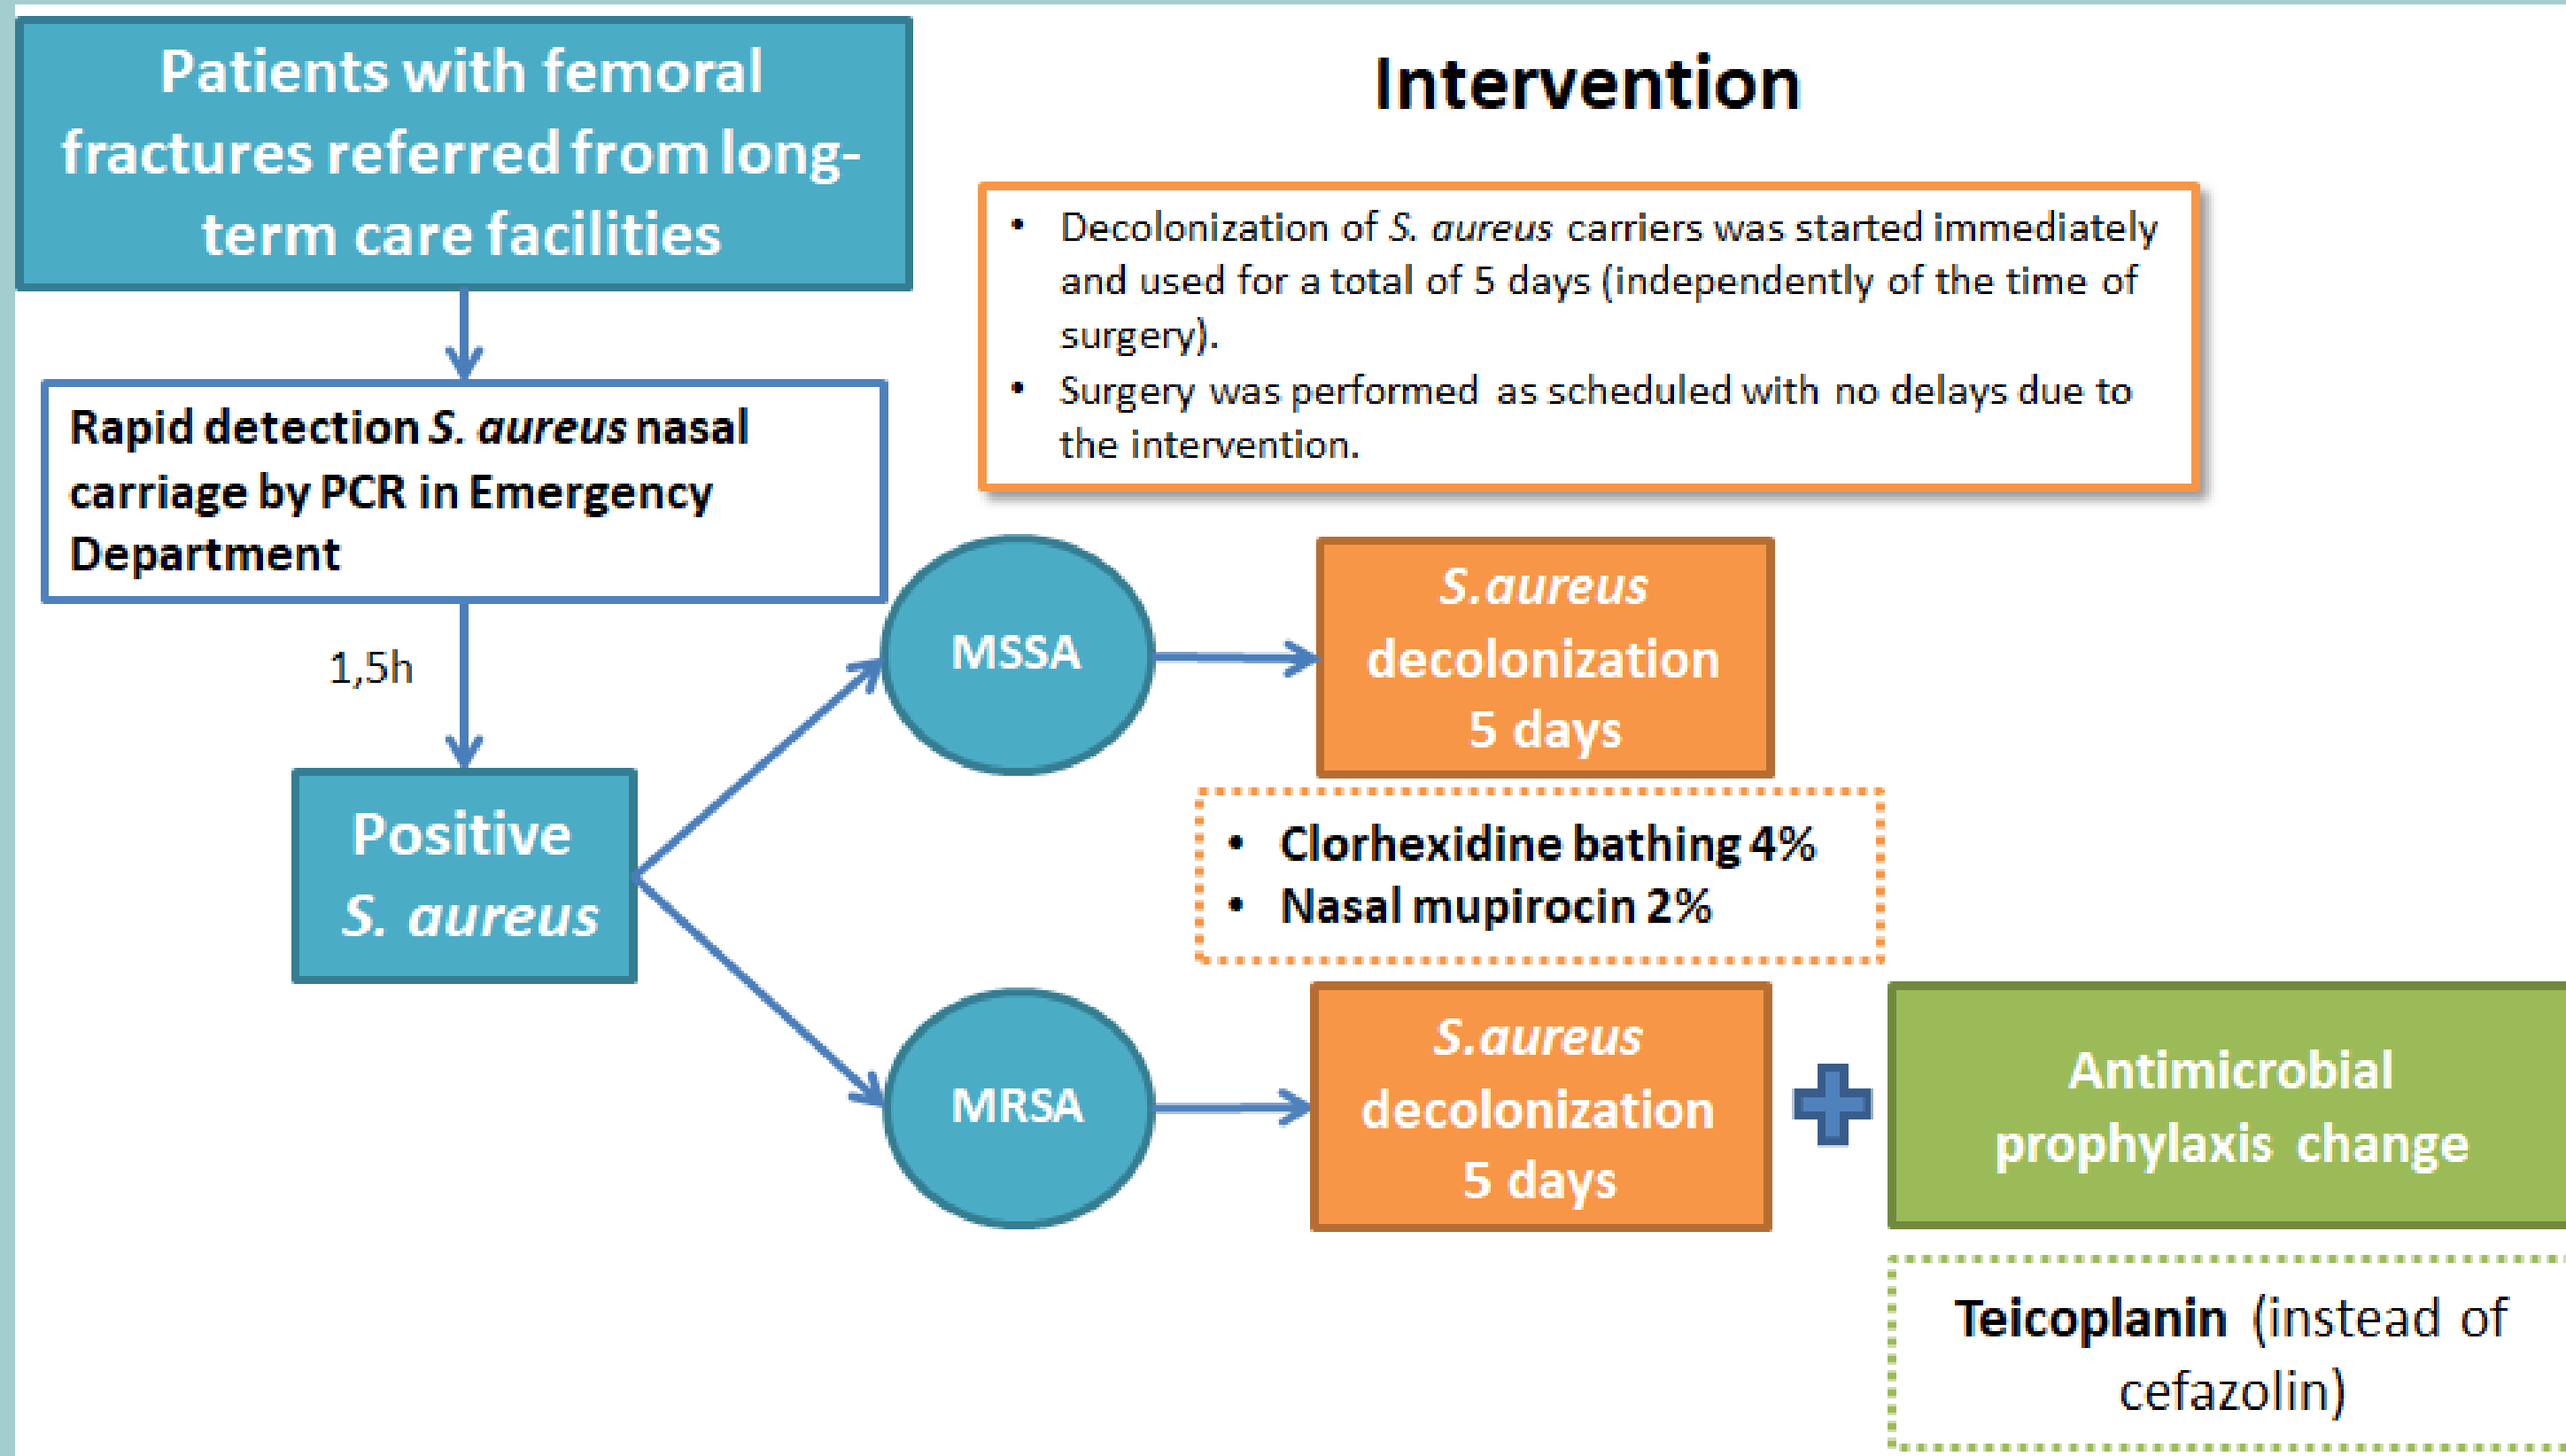 Patients with femoral
fractures referred from long-
term care facilities
Intervention
• Decolonization of S. aureus carriers was started immediately
and used for a total of 5 days (independently of the time of
surgery).
• Surgery was performed as scheduled with no delays due to
the intervention.
Rapid detection S. aureus nasal
carriage by PCR in Emergency
Department
1,5h
Positive
S. aureus
MSSA
S.aureus
decolonization
5 days
• Clorhexidine bathing 4%
• Nasal mupirocin 2%
MRSA
S.aureus
decolonization
5 days
Antimicrobial
prophylaxis change
Teicoplanin (instead of
cefazolin)